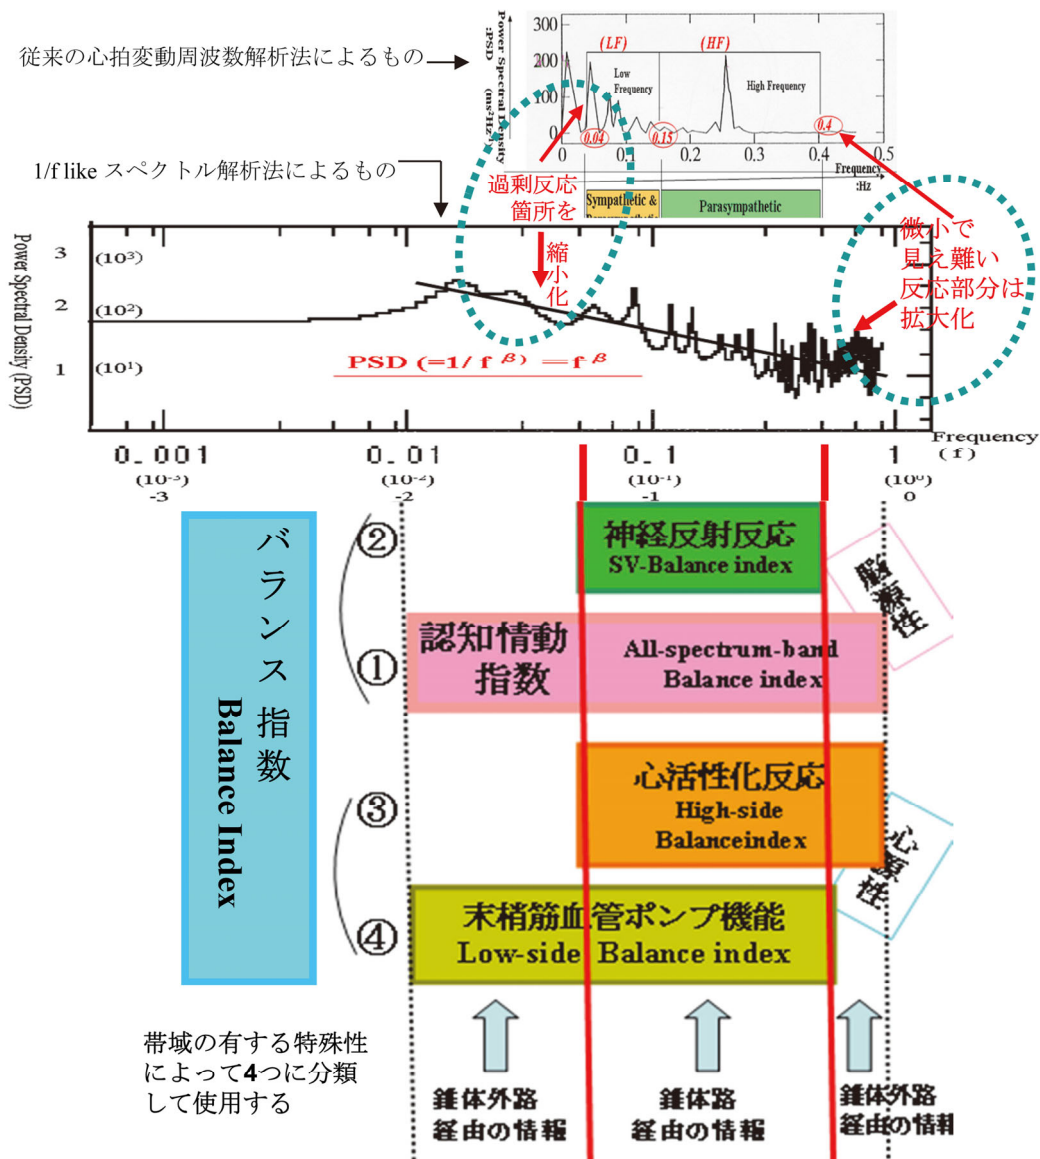 従来の心拍変動周波数解析法によるもの
Power Spectral Density
:PSD (ms²Hz⁻¹)
300
200
100
0
(LF)
(HF)
Low
Frequency
High Frequency
0.04
0.15
0.4
0
0.1
0.2
0.3
0.4
0.5
Frequency
:Hz
1/f like スペクトル解析法によるもの
過剰反応
箇所を
縮小化
Sympathetic &
Parasympathetic
微小で
見え難い
反応部分は
拡大化
Power Spectral Density (PSD)
3 (10³)
2 (10²)
1 (10¹)
PSD (=1/ f ᵝ) =f ᵝ
0.001
0.01
0.1
1
Frequency
( f )
(10⁻³)
(10⁻²)
(10⁻¹)
(10⁰)
-3
-2
-1
0
バランス指数
Balance Index
②
神経反射反応
SV-Balance index
脳源性
①
認知情動
指数
All-spectrum-band
Balance index
③
心活性化反応
High-side
Balanceindex
心源性
④
末梢筋血管ポンプ機能
Low-side Balance index
帯域の有する特殊性
によって4つに分類
して使用する
錐体外路
経由の情報
錐体路
経由の情報
錐体外路
経由の情報